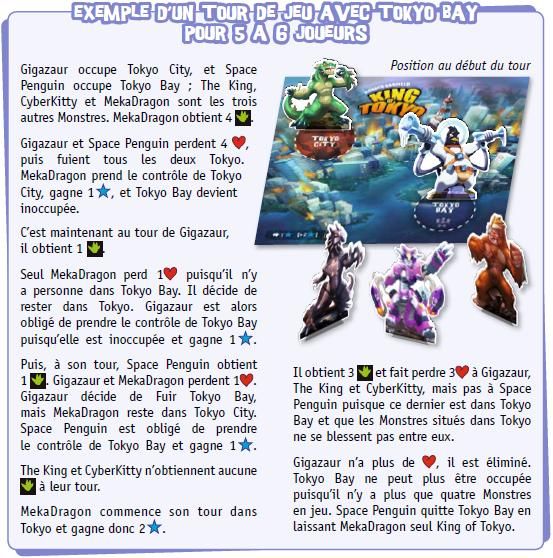 EXEMPLE D'UN TOUR DE JEU AVEC TOKYO BAY
POUR 5 À 6 JOUEURS
Gigazaur occupe Tokyo City, et Space
Penguin occupe Tokyo Bay ; The King,
CyberKitty et MekaDragon sont les trois
autres Monstres. MekaDragon obtient 4 .
Gigazaur et Space Penguin perdent 4 ,
puis fuient tous les deux Tokyo.
MekaDragon prend le contrôle de Tokyo
City, gagne 1 , et Tokyo Bay devient
inoccupée.
C'est maintenant au tour de Gigazaur,
il obtient 1 .
Seul MekaDragon perd 1 puisqu'il n'y
a personne dans Tokyo Bay. Il décide de
rester dans Tokyo. Gigazaur est alors
obligé de prendre le contrôle de Tokyo Bay
puisqu'elle est inoccupée et gagne 1 .
Puis, à son tour, Space Penguin obtient
1 . Gigazaur et MekaDragon perdent 1 .
Gigazaur décide de Fuir Tokyo Bay,
mais MekaDragon reste dans Tokyo City.
Space Penguin est obligé de prendre
le contrôle de Tokyo Bay et gagne 1 .
The King et CyberKitty n'obtiennent aucune
à leur tour.
MekaDragon commence son tour dans
Tokyo et gagne donc 2 .
Position au début du tour
KING
TOKYO
TOKYO
CITY
TOKYO
BAY
Il obtient 3 et fait perdre 3 à Gigazaur,
The King et CyberKitty, mais pas à Space
Penguin puisque ce dernier est dans Tokyo
Bay et que les Monstres situés dans Tokyo
ne se blessent pas entre eux.
Gigazaur n'a plus de , il est éliminé.
Tokyo Bay ne peut plus être occupée
puisqu'il n'y a plus que quatre Monstres
en jeu. Space Penguin quitte Tokyo Bay en
laissant MekaDragon seul King of Tokyo.